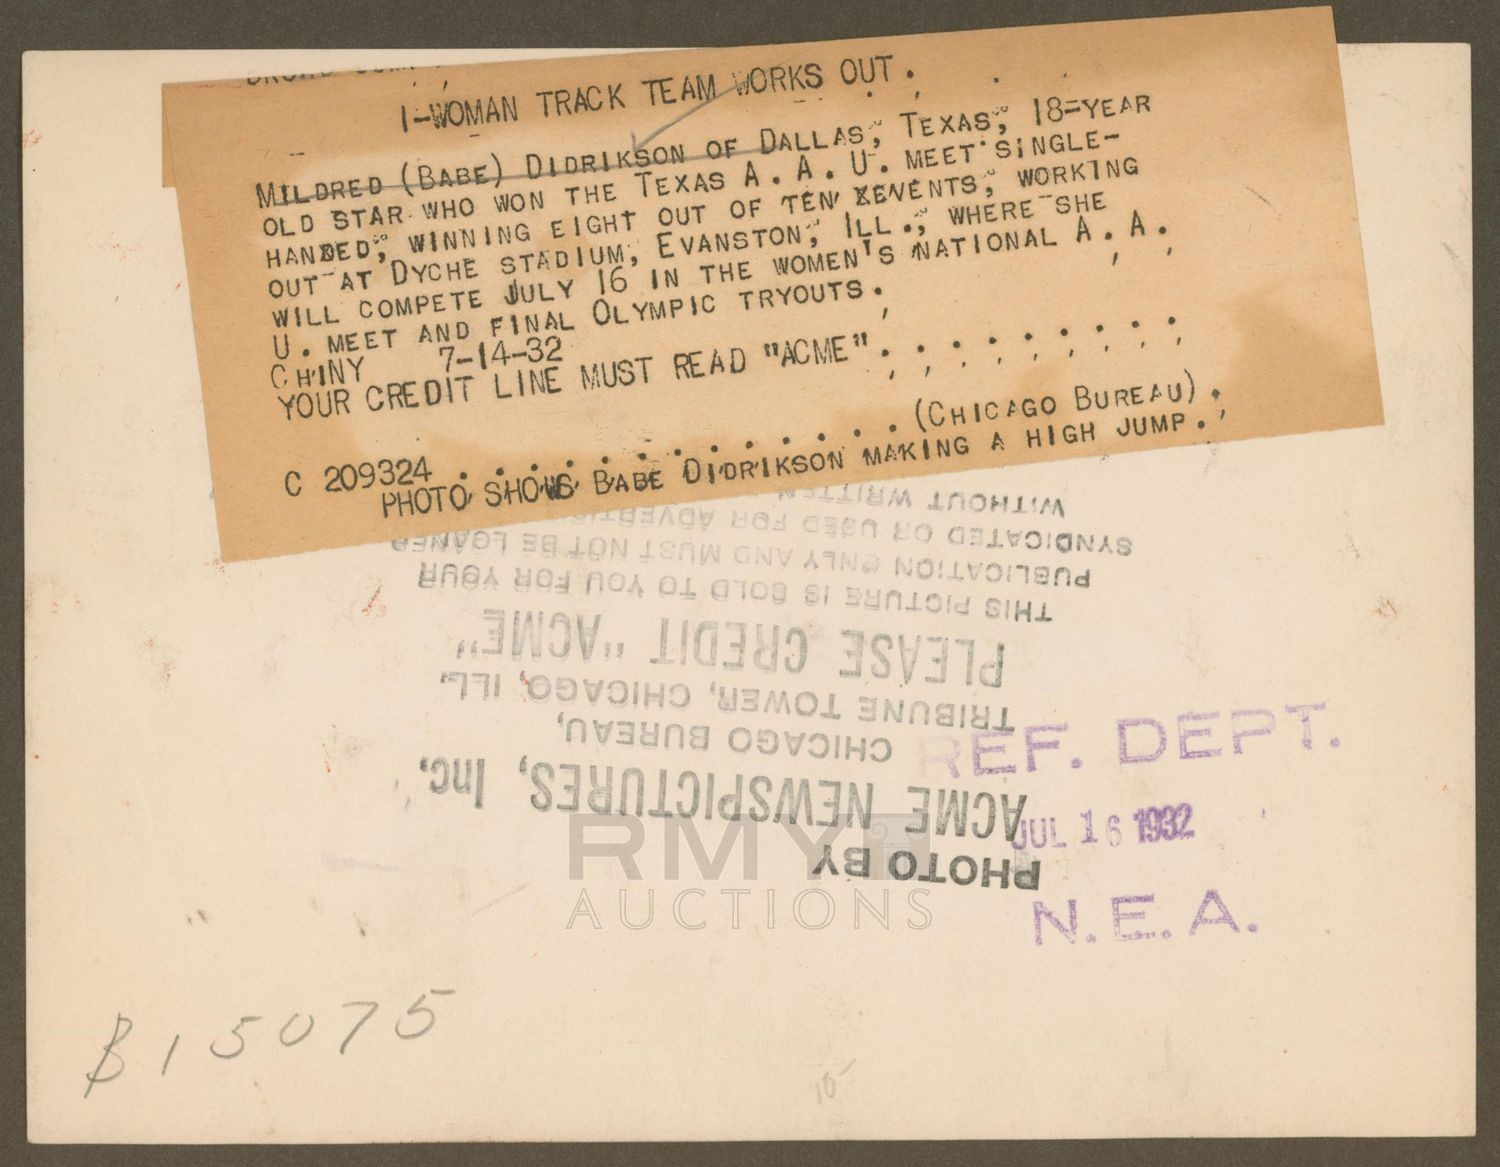 1-WOMAN TRACK TEAM WORKS OUT.
MILDRED (BABE) DIDRIKSON OF DALLAS, TEXAS, 18-YEAR
OLD STAR WHO WON THE TEXAS A.A.U. MEET SINGLE-
HANDED, WINNING EIGHT OUT OF TEN XEVENTS, WORKING
OUT AT DYCHE STADIUM, EVANSTON, ILL., WHERE SHE
WILL COMPETE JULY 16 IN THE WOMEN'S NATIONAL A.A.
U. MEET AND FINAL OLYMPIC TRYOUTS.
CHINY 7-14-32
YOUR CREDIT LINE MUST READ "ACME". . . . . . . . .
C 209324 . . . . . . . . . . . . . (CHICAGO BUREAU).
PHOTO SHOWS BABE DIDRIKSON MAKING A HIGH JUMP.
PHOTO BY
ACME NEWSPICTURES, Inc.
CHICAGO BUREAU,
TRIBUNE TOWER, CHICAGO, ILL.
PLEASE CREDIT "ACME"
THIS PICTURE IS SOLD TO YOU FOR YOUR
PUBLICATION ONLY AND MUST NOT BE LOANED
SYNDICATED OR USED FOR
WITHOUT WRITTEN
REF. DEPT.
JUL 16 1932
N.E.A.
RMY
AUCTIONS
B15075
10